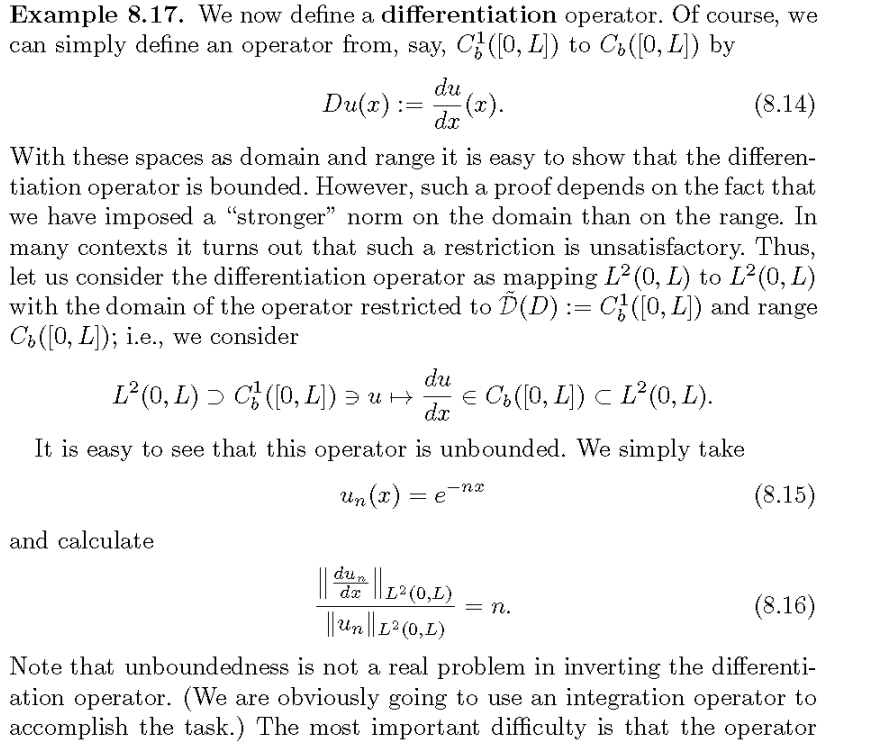 Example 8.17. We now define a differentiation operator. Of course, we
can simply define an operator from, say, C_b^1([0, L]) to C_b([0, L]) by
Du(x) := \frac{du}{dx}(x). (8.14)
With these spaces as domain and range it is easy to show that the differen-
tiation operator is bounded. However, such a proof depends on the fact that
we have imposed a “stronger” norm on the domain than on the range. In
many contexts it turns out that such a restriction is unsatisfactory. Thus,
let us consider the differentiation operator as mapping L^2(0, L) to L^2(0, L)
with the domain of the operator restricted to \tilde{D}(D) := C_b^1([0, L]) and range
C_b([0, L]); i.e., we consider
L^2(0, L) ⊃ C_b^1([0, L]) ∋ u ↦ \frac{du}{dx} ∈ C_b([0, L]) ⊂ L^2(0, L).
It is easy to see that this operator is unbounded. We simply take
u_n(x) = e^{-nx} (8.15)
and calculate
\frac{‖\frac{du_n}{dx}‖_{L^2(0,L)}}{‖u_n‖_{L^2(0,L)}} = n. (8.16)
Note that unboundedness is not a real problem in inverting the differenti-
ation operator. (We are obviously going to use an integration operator to
accomplish the task.) The most important difficulty is that the operator